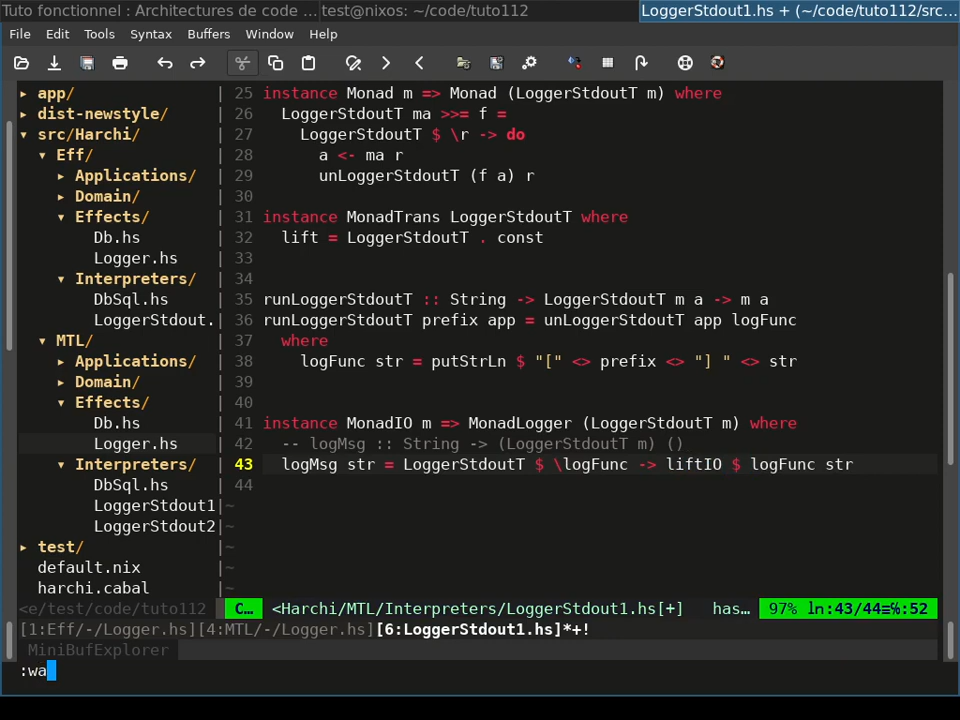 Tuto fonctionnel : Architectures de code ... test@nixos: ~/code/tuto112 LoggerStdout1.hs + (~/code/tuto112/src...
File Edit Tools Syntax Buffers Window Help
▸ app/
▸ dist-newstyle/
▾ src/Harchi/
▾ Eff/
▸ Applications/
▸ Domain/
▾ Effects/
Db.hs
Logger.hs
▾ Interpreters/
DbSql.hs
LoggerStdout.
▾ MTL/
▸ Applications/
▸ Domain/
▾ Effects/
Db.hs
Logger.hs
▾ Interpreters/
DbSql.hs
LoggerStdout1
LoggerStdout2
▸ test/
default.nix
harchi.cabal
<e/test/code/tuto112
25 instance Monad m => Monad (LoggerStdoutT m) where
26   LoggerStdoutT ma >>= f =
27     LoggerStdoutT $ \r -> do
28       a <- ma r
29       unLoggerStdoutT (f a) r
30
31 instance MonadTrans LoggerStdoutT where
32   lift = LoggerStdoutT . const
33
34
35 runLoggerStdoutT :: String -> LoggerStdoutT m a -> m a
36 runLoggerStdoutT prefix app = unLoggerStdoutT app logFunc
37   where
38     logFunc str = putStrLn $ "[" <> prefix <> "] " <> str
39
40
41 instance MonadIO m => MonadLogger (LoggerStdoutT m) where
42   -- logMsg :: String -> (LoggerStdoutT m) ()
43   logMsg str = LoggerStdoutT $ \logFunc -> liftIO $ logFunc str
44
~
~
~
~
~
C… <Harchi/MTL/Interpreters/LoggerStdout1.hs[+] has… 97% ln:43/44≡℅:52
[1:Eff/-/Logger.hs][4:MTL/-/Logger.hs][6:LoggerStdout1.hs]*+!
MiniBufExplorer
:wa